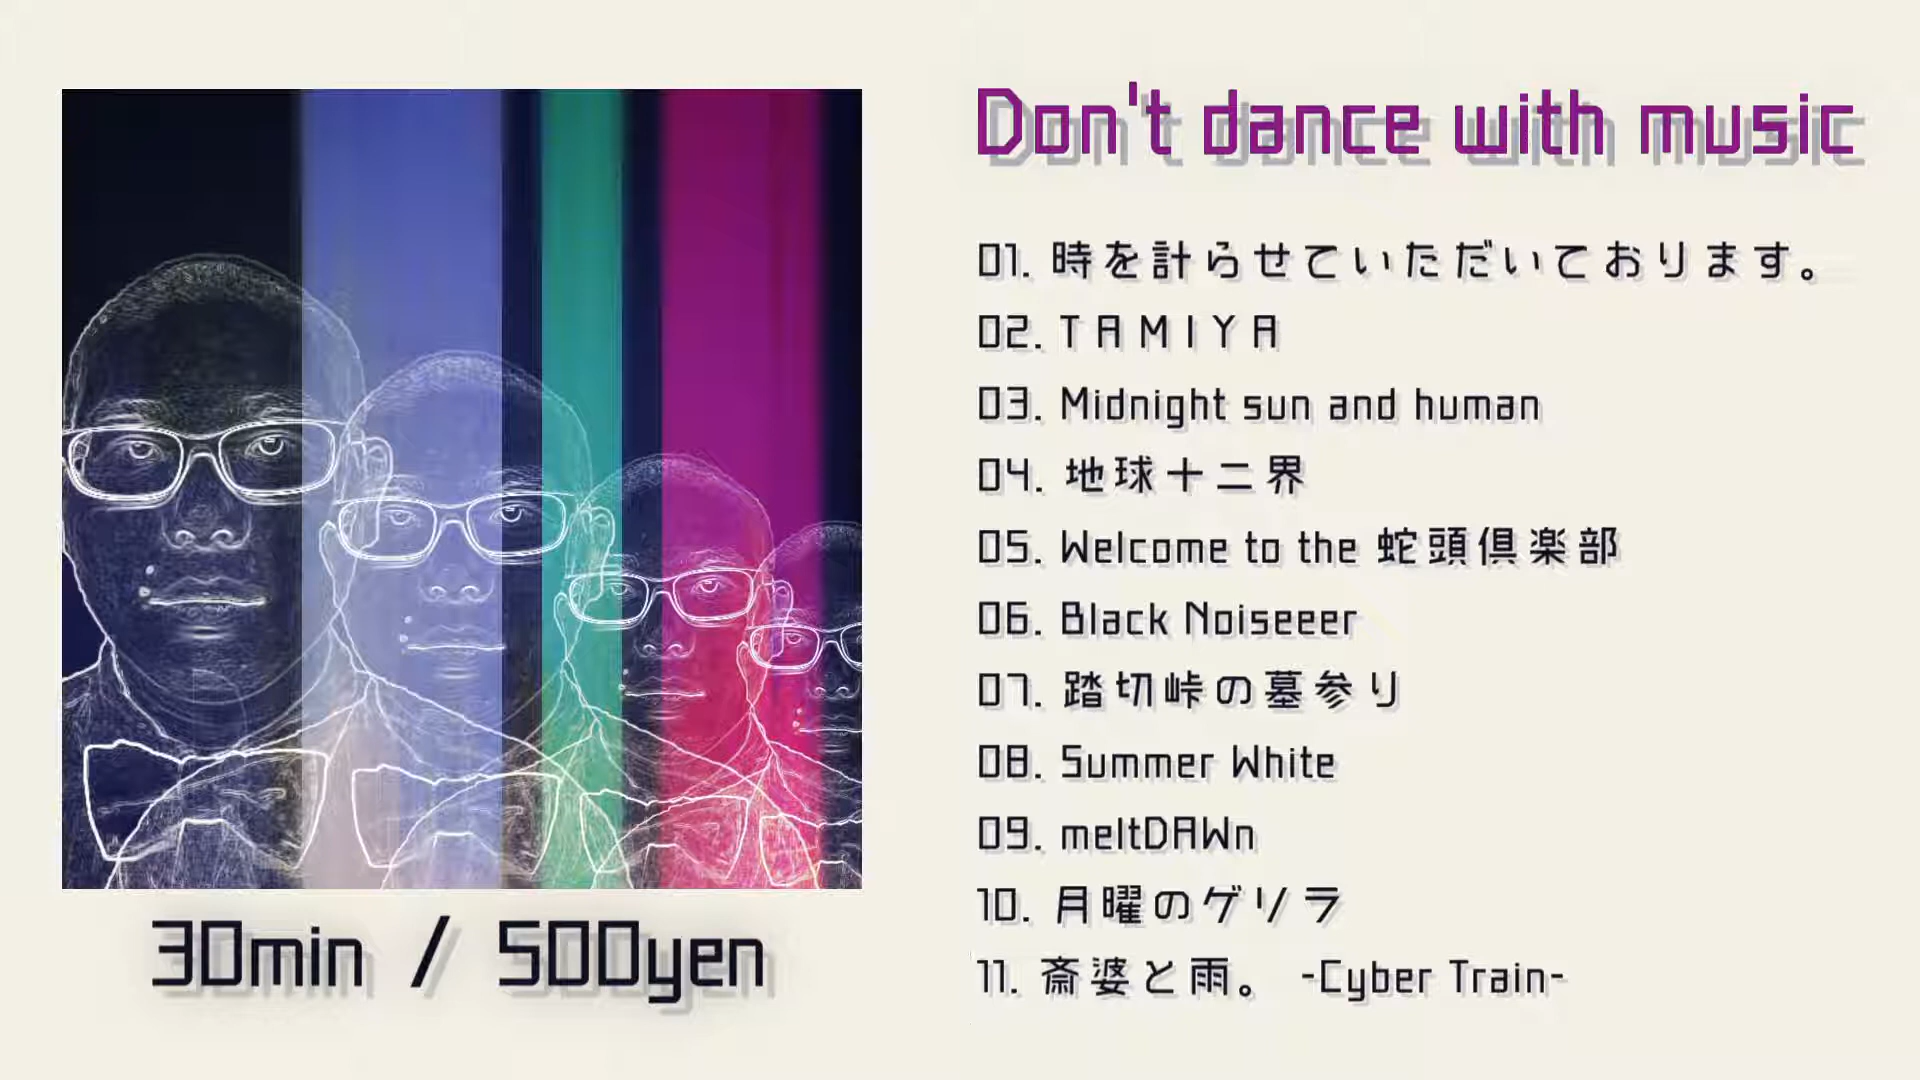 Don't dance with music
01. 時を計らせていただいております。
02. TAMIYA
03. Midnight sun and human
04. 地球十二界
05. Welcome to the 蛇頭倶楽部
06. Black Noiseeer
07. 踏切峠の墓参り
08. Summer White
09. meltDAWn
10. 月曜のゲリラ
11. 斎婆と雨。 -Cyber Train-
30min / 500yen